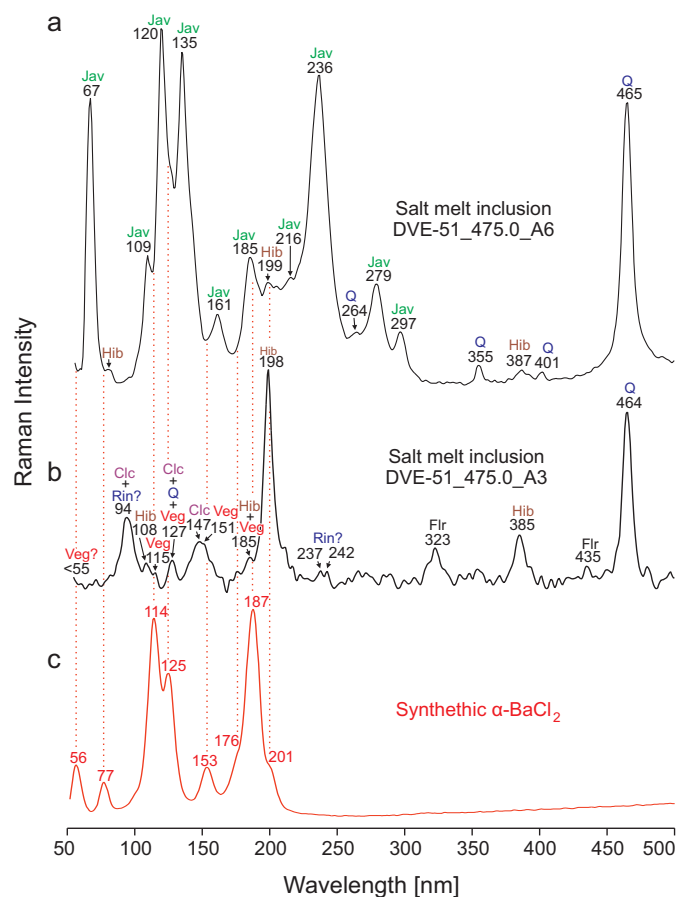 a
Jav
67
Hib
Jav
109
Jav
120
Jav
135
Jav
161
Jav
185
Hib
199
Jav
216
Jav
236
Q
264
Jav
279
Jav
297
Q
355
Hib
387
Q
401
Q
465
Salt melt inclusion
DVE-51_475.0_A6
b
Veg?
<55
Clc
+
Rin?
94
Hib
108
Veg
115
Clc
+
Q
+
Veg
127
Clc
147
Veg
151
Hib
+
Veg
185
Hib
198
Rin?
237
242
Flr
323
Hib
385
Flr
435
Q
464
Salt melt inclusion
DVE-51_475.0_A3
c
56
77
114
125
153
176
187
201
Synthethic α-BaCl₂
Raman Intensity
50 100 150 200 250 300 350 400 450 500
Wavelength [nm]